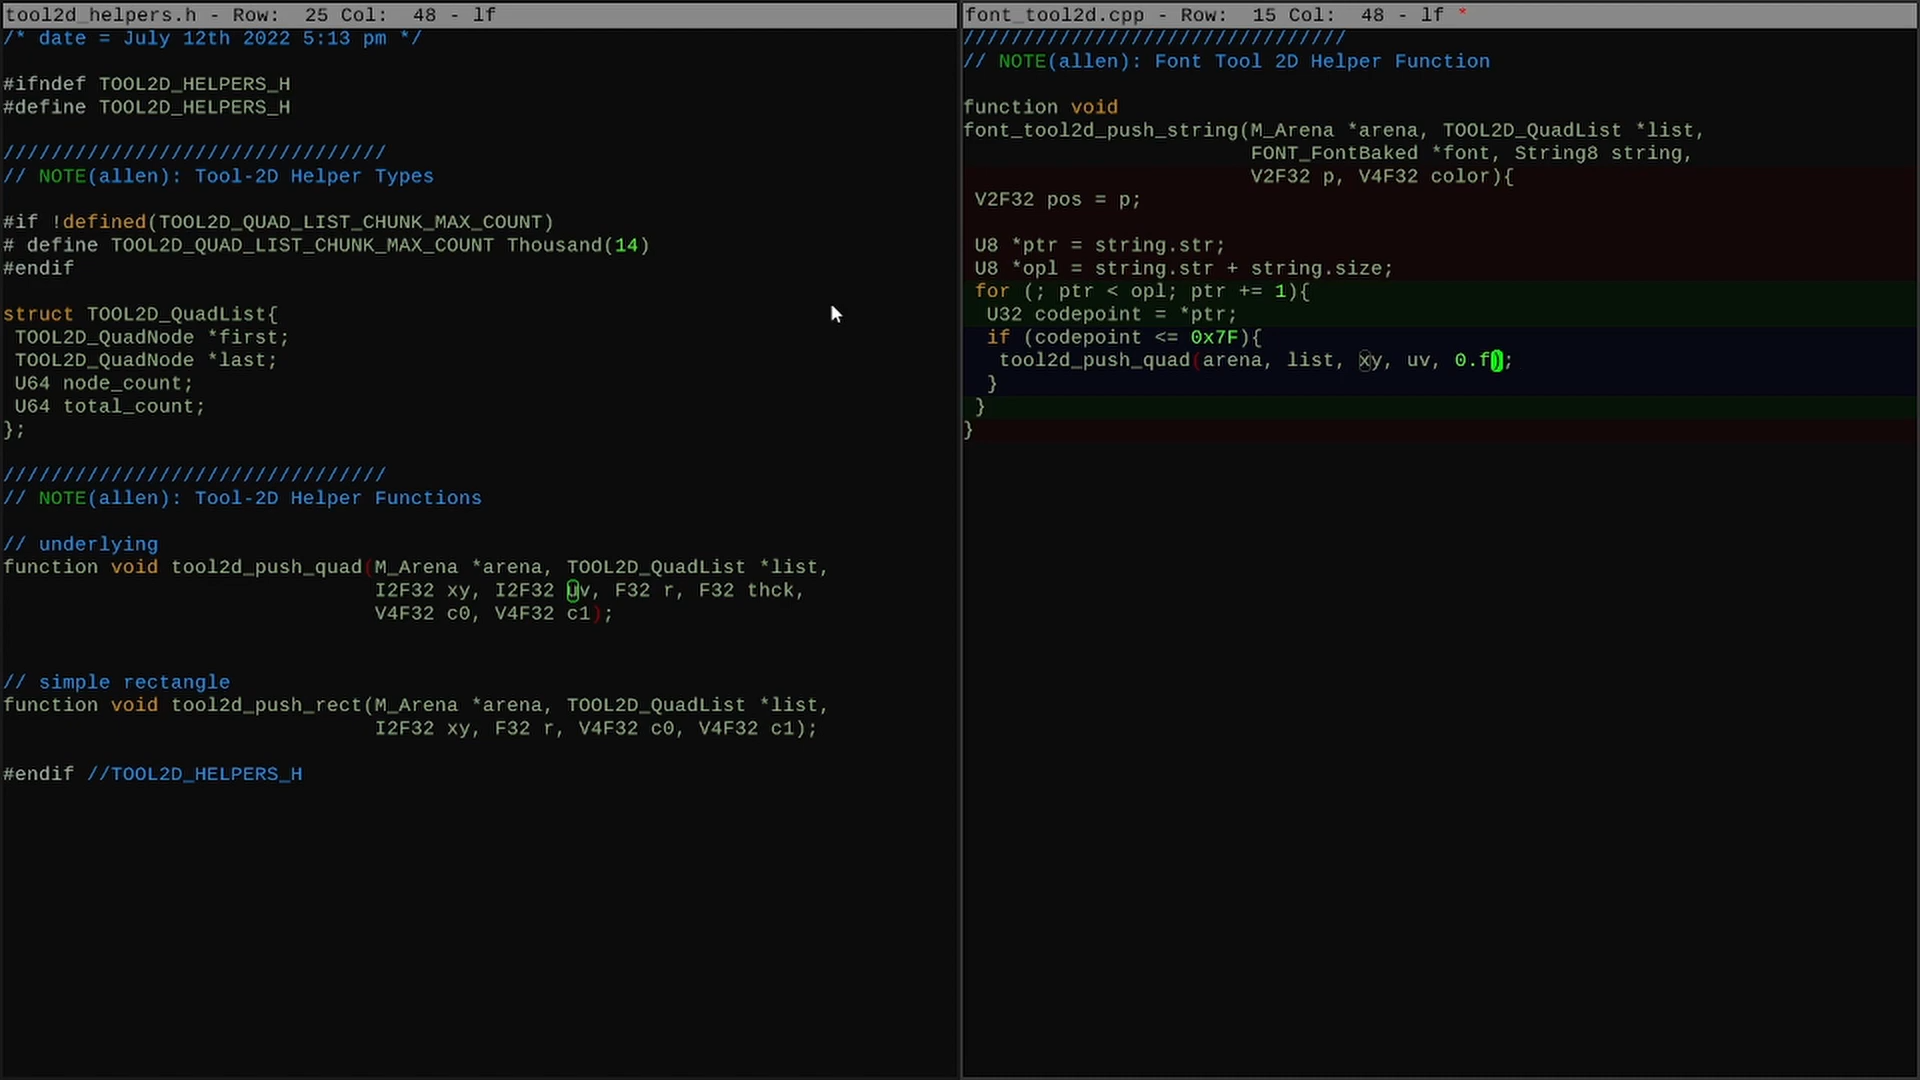 tool2d_helpers.h - Row:  25 Col:  48 - lf
/* date = July 12th 2022 5:13 pm */
#ifndef TOOL2D_HELPERS_H
#define TOOL2D_HELPERS_H
////////////////////////////////
// NOTE(allen): Tool-2D Helper Types
#if !defined(TOOL2D_QUAD_LIST_CHUNK_MAX_COUNT)
# define TOOL2D_QUAD_LIST_CHUNK_MAX_COUNT Thousand(14)
#endif
struct TOOL2D_QuadList{
 TOOL2D_QuadNode *first;
 TOOL2D_QuadNode *last;
 U64 node_count;
 U64 total_count;
};
////////////////////////////////
// NOTE(allen): Tool-2D Helper Functions
// underlying
function void tool2d_push_quad(M_Arena *arena, TOOL2D_QuadList *list,
                               I2F32 xy, I2F32 uv, F32 r, F32 thck,
                               V4F32 c0, V4F32 c1);
// simple rectangle
function void tool2d_push_rect(M_Arena *arena, TOOL2D_QuadList *list,
                               I2F32 xy, F32 r, V4F32 c0, V4F32 c1);
#endif //TOOL2D_HELPERS_H
font_tool2d.cpp - Row:  15 Col:  48 - lf *
////////////////////////////////
// NOTE(allen): Font Tool 2D Helper Function
function void
font_tool2d_push_string(M_Arena *arena, TOOL2D_QuadList *list,
                        FONT_FontBaked *font, String8 string,
                        V2F32 p, V4F32 color){
 V2F32 pos = p;
 U8 *ptr = string.str;
 U8 *opl = string.str + string.size;
 for (; ptr < opl; ptr += 1){
  U32 codepoint = *ptr;
  if (codepoint <= 0x7F){
   tool2d_push_quad(arena, list, xy, uv, 0.f);
  }
 }
}